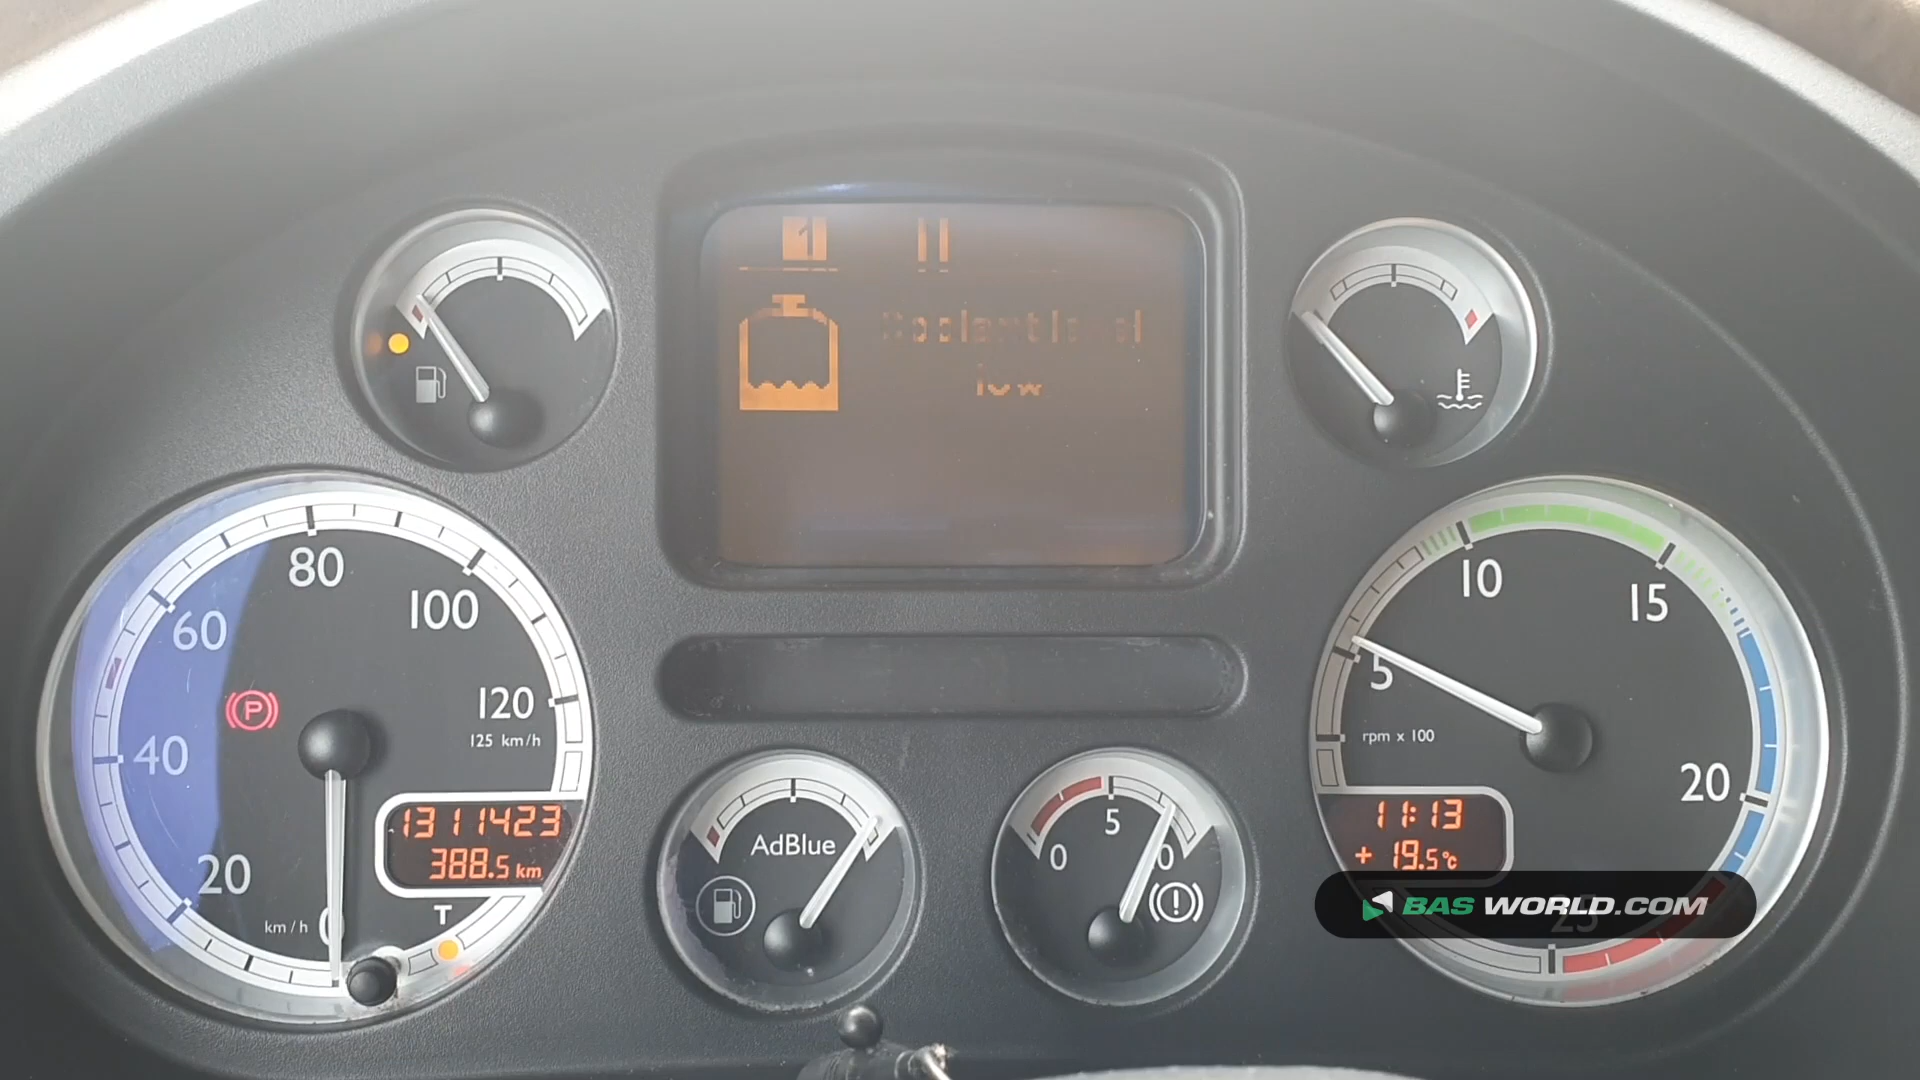 Coolant level
low
80
100
60
120
125 km/h
40
20
km/h
0
P
1311423
388.5 km
T
AdBlue
5
0
10
15
5
rpm x 100
20
11:13
+ 19.5°C
BAS WORLD.COM
25